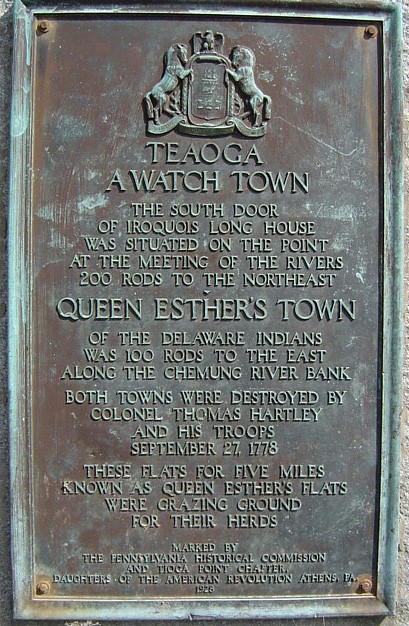 TEAOGA
A WATCH TOWN
THE SOUTH DOOR
OF IROQUOIS LONG HOUSE
WAS SITUATED ON THE POINT
AT THE MEETING OF THE RIVERS
200 RODS TO THE NORTHEAST
QUEEN ESTHER'S TOWN
OF THE DELAWARE INDIANS
WAS 100 RODS TO THE EAST
ALONG THE CHEMUNG RIVER BANK
BOTH TOWNS WERE DESTROYED BY
COLONEL THOMAS HARTLEY
AND HIS TROOPS
SEPTEMBER 27, 1778
THESE FLATS FOR FIVE MILES
KNOWN AS QUEEN ESTHER'S FLATS
WERE GRAZING GROUND
FOR THEIR HERDS
MARKED BY
THE PENNSYLVANIA HISTORICAL COMMISSION
AND TIOGA POINT CHAPTER,
DAUGHTERS OF THE AMERICAN REVOLUTION ATHENS, PA.
1928